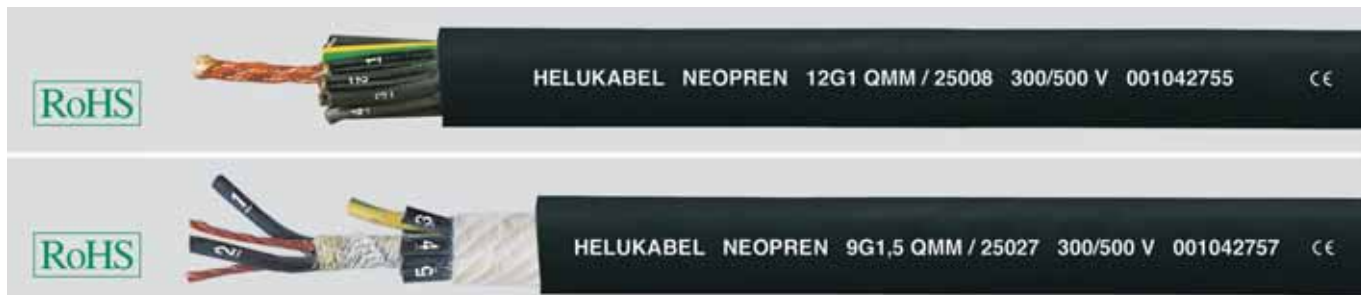 RoHS
HELUKABEL NEOPREN 12G1 QMM / 25008 300/500 V 001042755 CE
1
RoHS
HELUKABEL NEOPREN 9G1,5 QMM / 25027 300/500 V 001042757 CE
1
2
3
4
5